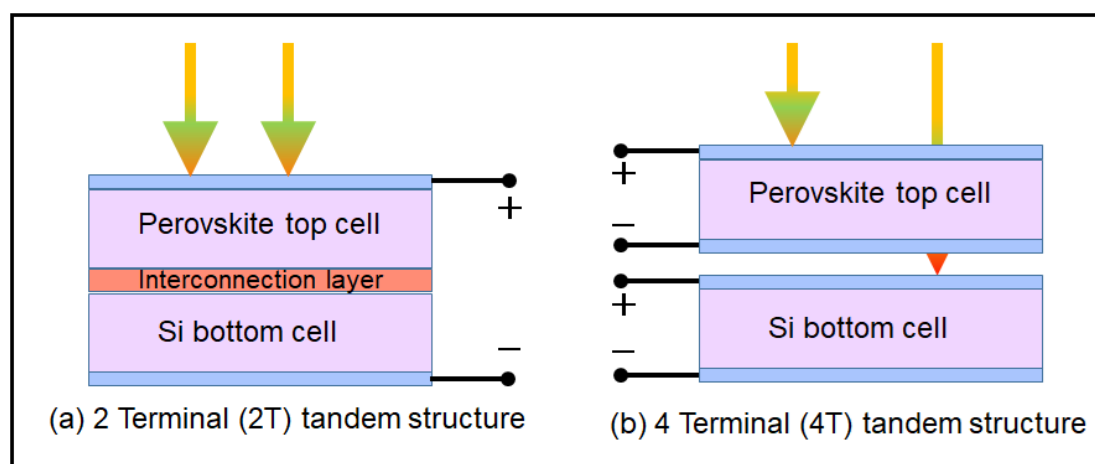 Perovskite top cell
Interconnection layer
Si bottom cell
+
−
(a) 2 Terminal (2T) tandem structure
+
Perovskite top cell
−
+
Si bottom cell
−
(b) 4 Terminal (4T) tandem structure